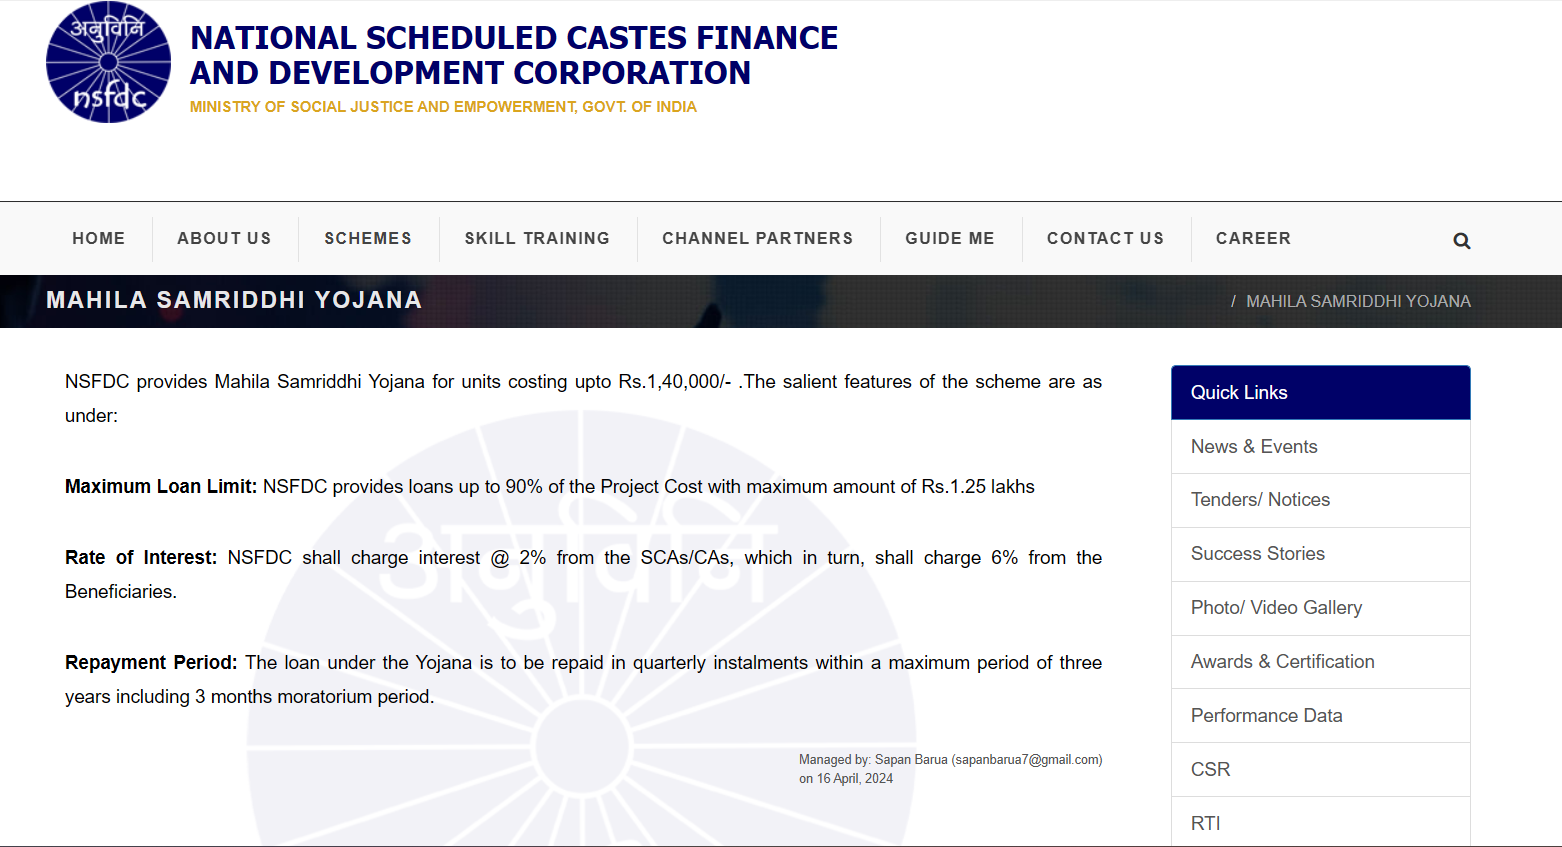 अनुविनि
nsfdc
NATIONAL SCHEDULED CASTES FINANCE
AND DEVELOPMENT CORPORATION
MINISTRY OF SOCIAL JUSTICE AND EMPOWERMENT, GOVT. OF INDIA
HOME ABOUT US SCHEMES SKILL TRAINING CHANNEL PARTNERS GUIDE ME CONTACT US CAREER
MAHILA SAMRIDDHI YOJANA
/ MAHILA SAMRIDDHI YOJANA
NSFDC provides Mahila Samriddhi Yojana for units costing upto Rs.1,40,000/- .The salient features of the scheme are as
under:
Maximum Loan Limit: NSFDC provides loans up to 90% of the Project Cost with maximum amount of Rs.1.25 lakhs
अनुविनि
Rate of Interest: NSFDC shall charge interest @ 2% from the SCAs/CAs, which in turn, shall charge 6% from the
Beneficiaries.
Repayment Period: The loan under the Yojana is to be repaid in quarterly instalments within a maximum period of three
years including 3 months moratorium period.
Managed by: Sapan Barua (sapanbarua7@gmail.com)
on 16 April, 2024
Quick Links
News & Events
Tenders/ Notices
Success Stories
Photo/ Video Gallery
Awards & Certification
Performance Data
CSR
RTI